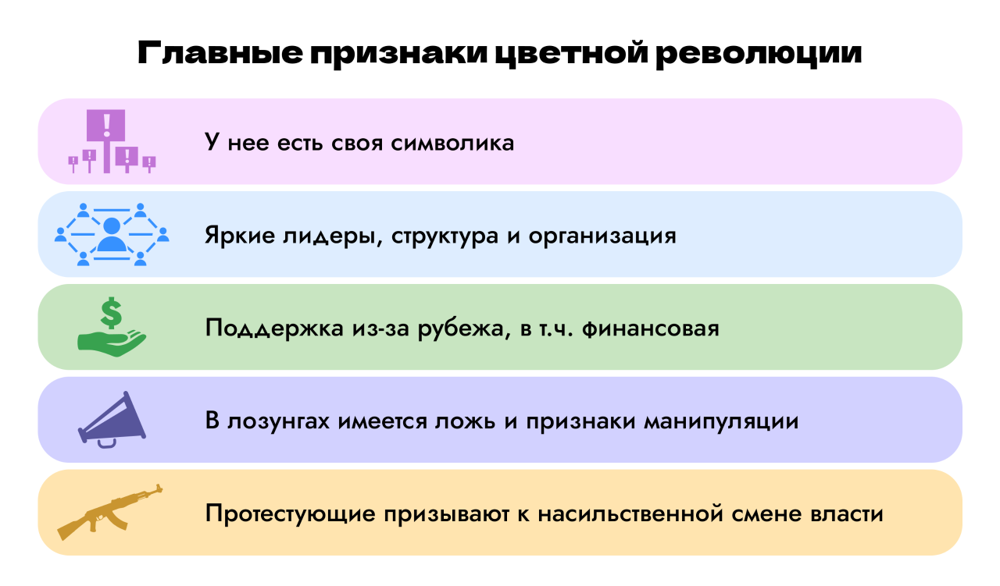 Главные признаки цветной революции
У нее есть своя символика
Яркие лидеры, структура и организация
Поддержка из-за рубежа, в т.ч. финансовая
В лозунгах имеется ложь и признаки манипуляции
Протестующие призывают к насильственной смене власти